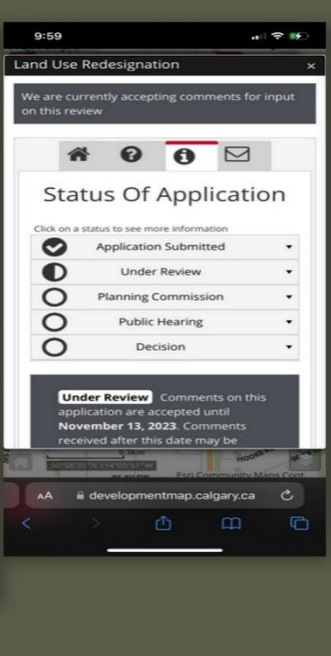 9:59
Land Use Redesignation ×
We are currently accepting comments for input
on this review
Status Of Application
Click on a status to see more information
Application Submitted
Under Review
Planning Commission
Public Hearing
Decision
Under Review Comments on this
application are accepted until
November 13, 2023. Comments
received after this date may be
Esri Community Maps Cont
AA developmentmap.calgary.ca